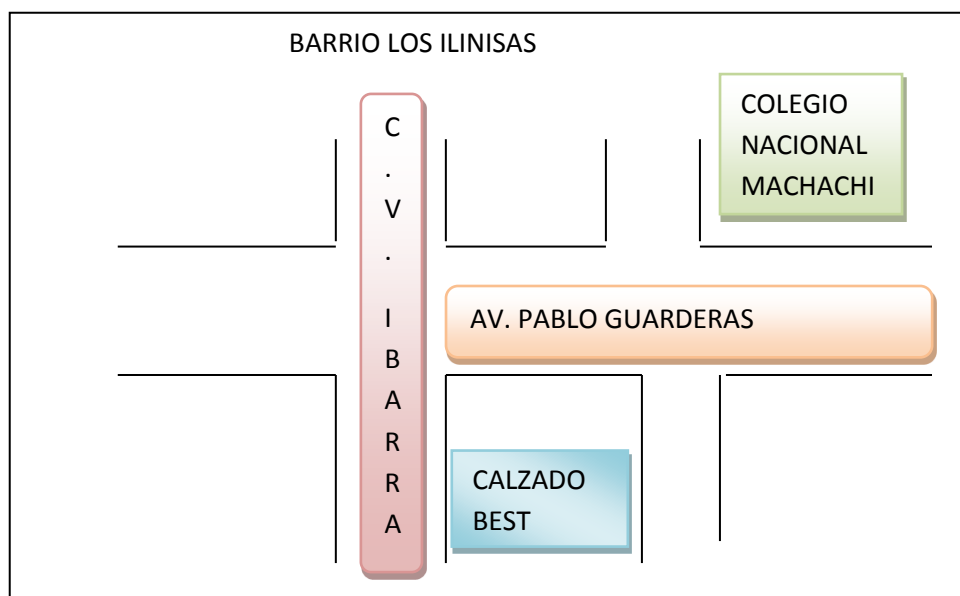 BARRIO LOS ILINISAS
COLEGIO
NACIONAL
MACHACHI
C
.
V
.
I
B
A
R
R
A
AV. PABLO GUARDERAS
CALZADO
BEST